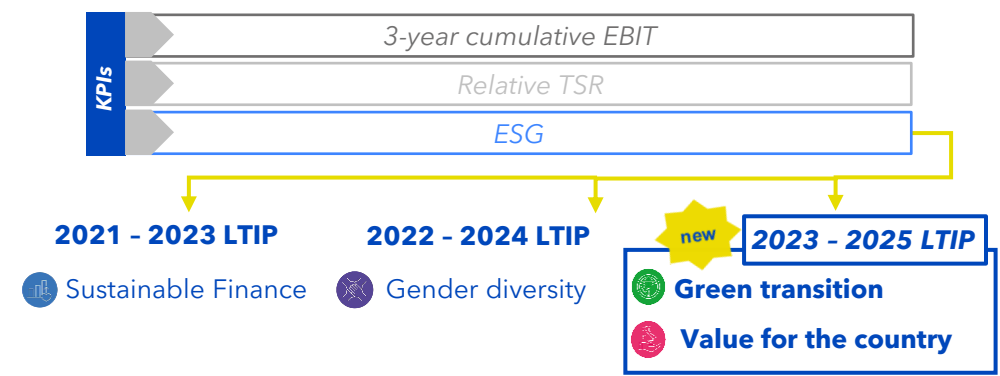 KPIs
3-year cumulative EBIT
Relative TSR
ESG
2021 – 2023 LTIP
Sustainable Finance
2022 – 2024 LTIP
Gender diversity
new
2023 – 2025 LTIP
Green transition
Value for the country